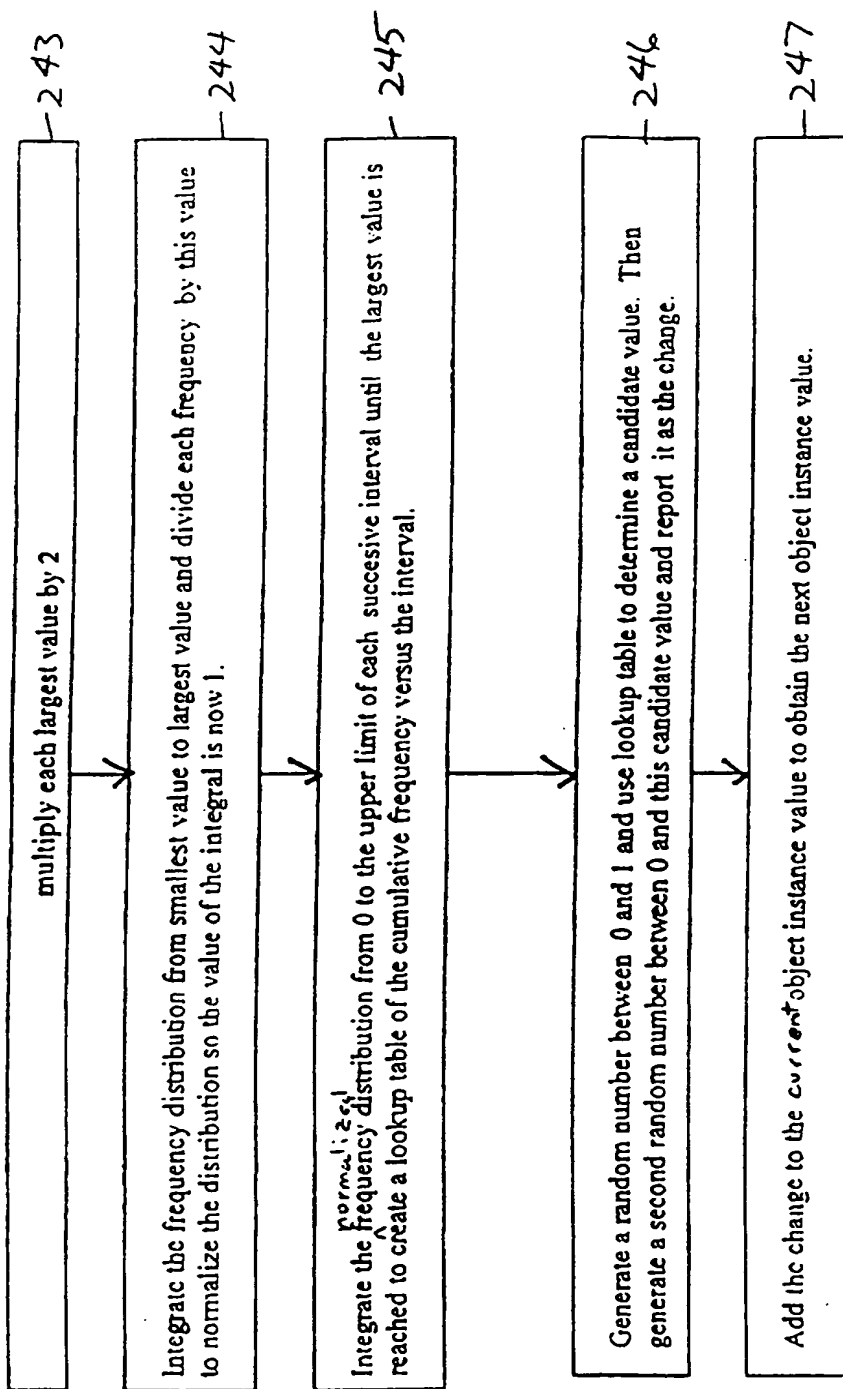 multiply each largest value by 2
243
Integrate the frequency distribution from smallest value to largest value and divide each frequency by this value
to normalize the distribution so the value of the integral is now 1.
244
Integrate the normalized frequency distribution from 0 to the upper limit of each succesive interval until the largest value is
reached to create a lookup table of the cumulative frequency versus the interval.
245
Generate a random number between 0 and 1 and use lookup table to determine a candidate value. Then
generate a second random number between 0 and this candidate value and report it as the change.
246
Add the change to the current object instance value to obtain the next object instance value.
247